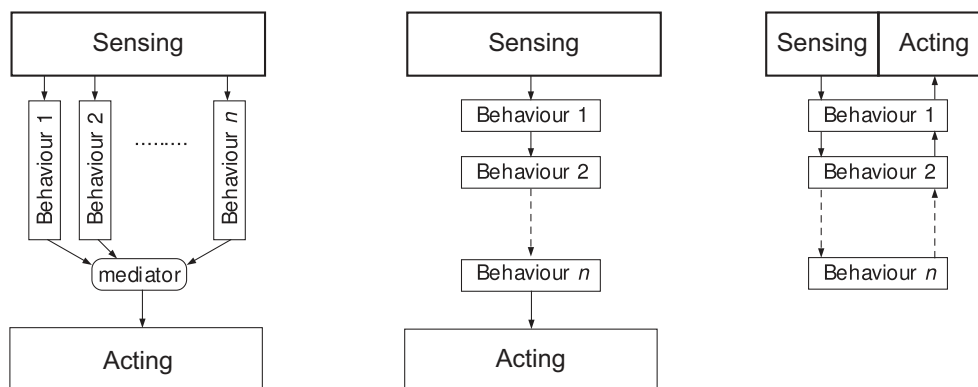 Sensing
Behaviour 1
Behaviour 2
.........
Behaviour n
mediator
Acting
Sensing
Behaviour 1
Behaviour 2
Behaviour n
Acting
Sensing
Acting
Behaviour 1
Behaviour 2
Behaviour n